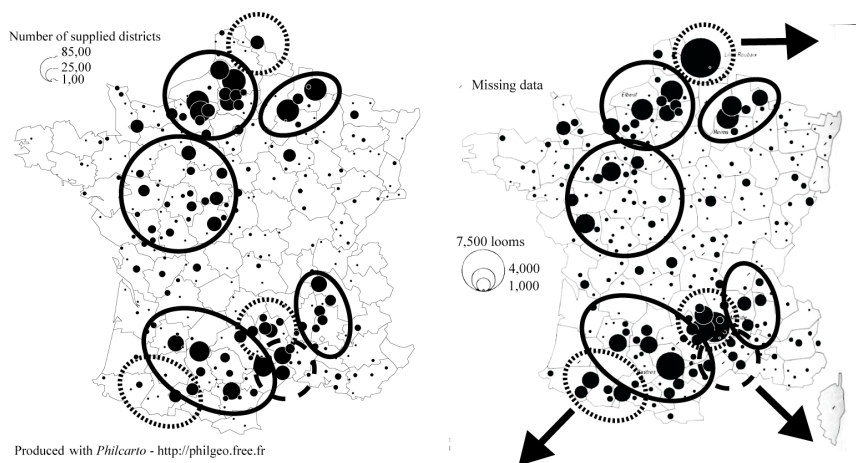 Number of supplied districts
85,00
25,00
1,00
Produced with Philcarto - http://philgeo.free.fr
Missing data
Elbeuf
Reims
7,500 looms
4,000
1,000